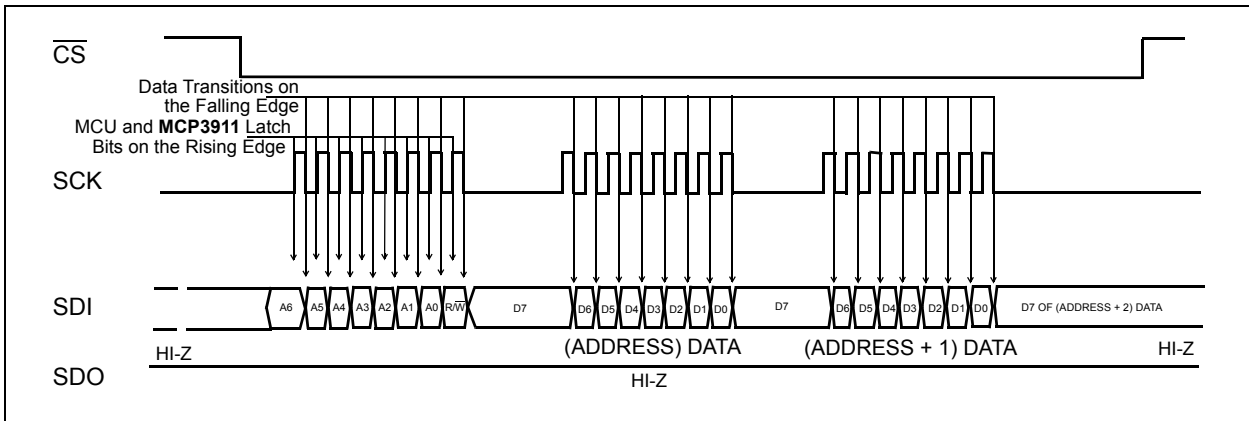 CS
Data Transitions on
the Falling Edge
MCU and MCP3911 Latch
Bits on the Rising Edge
SCK
SDI
A6 A5 A4 A3 A2 A1 A0 R/W D7 D6 D5 D4 D3 D2 D1 D0 D7 D6 D5 D4 D3 D2 D1 D0 D7 OF (ADDRESS + 2) DATA
(ADDRESS) DATA (ADDRESS + 1) DATA
HI-Z HI-Z
SDO
HI-Z